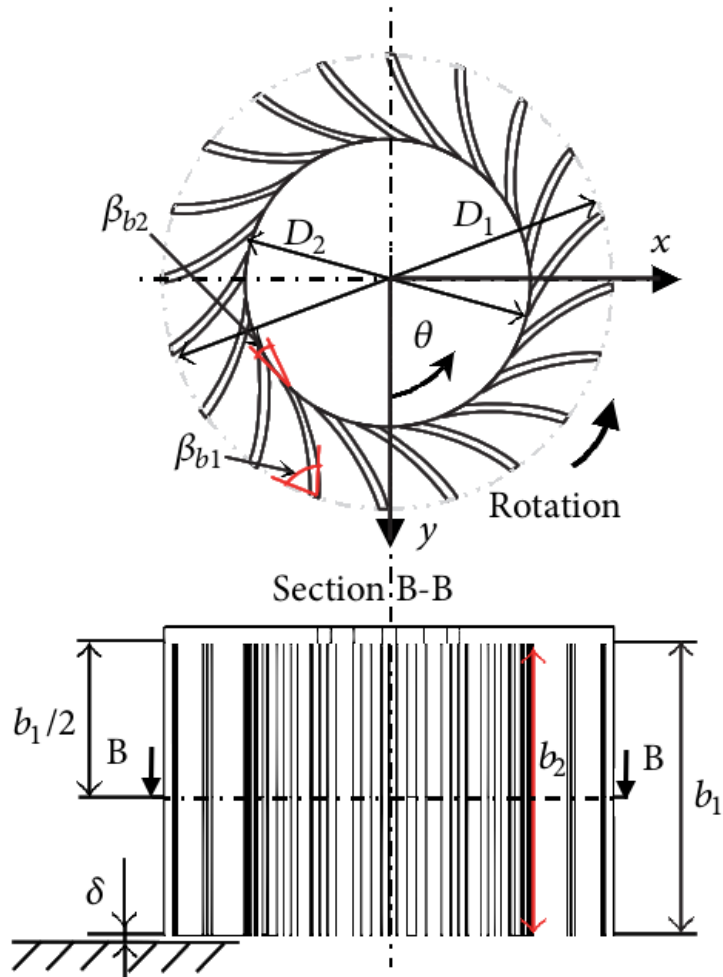 β_b2
D_2
D_1
x
θ
β_b1
Rotation
y
Section B-B
b_1/2
B
b_2
B
b_1
δ